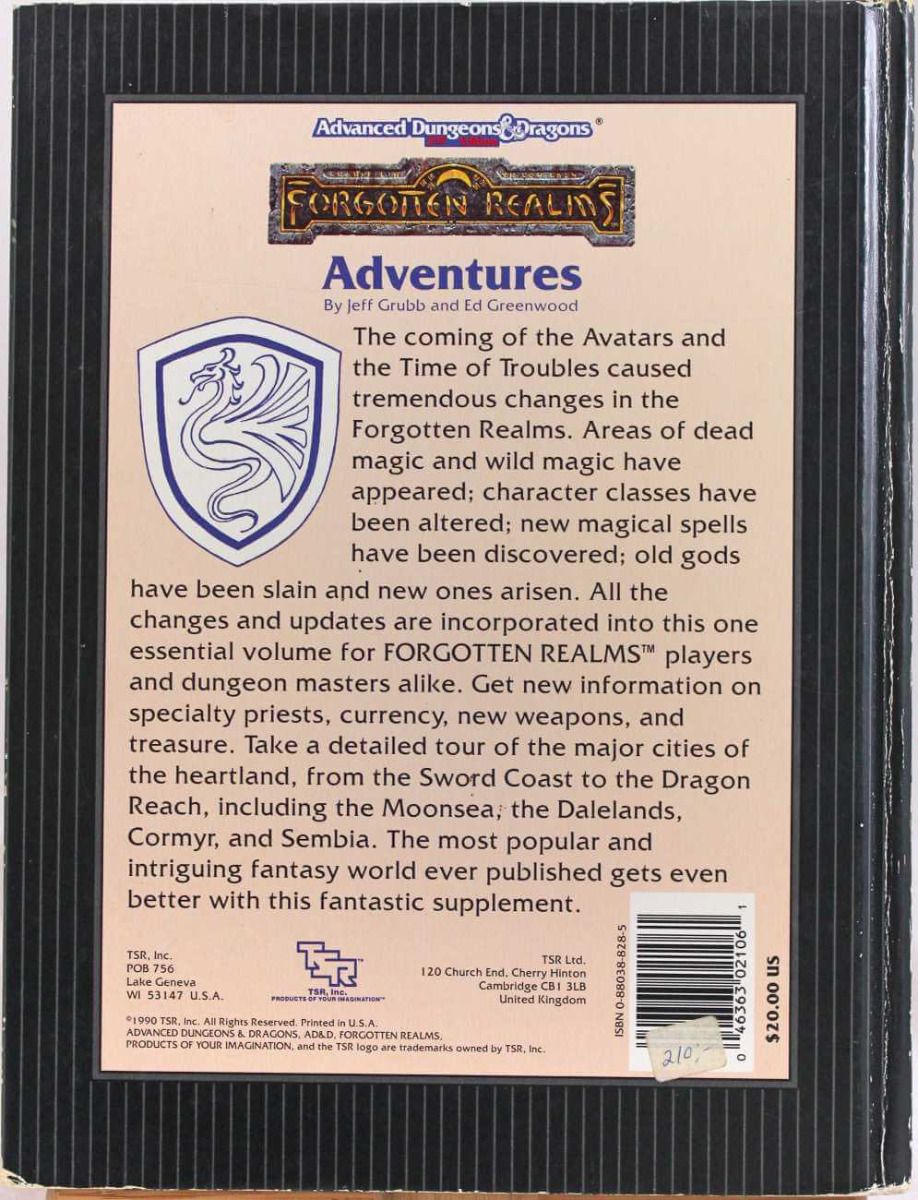 Advanced Dungeons & Dragons ®
2nd Edition
FORGOTTEN REALMS
Adventures
By Jeff Grubb and Ed Greenwood
The coming of the Avatars and
the Time of Troubles caused
tremendous changes in the
Forgotten Realms. Areas of dead
magic and wild magic have
appeared; character classes have
been altered; new magical spells
have been discovered; old gods
have been slain and new ones arisen. All the
changes and updates are incorporated into this one
essential volume for FORGOTTEN REALMS™ players
and dungeon masters alike. Get new information on
specialty priests, currency, new weapons, and
treasure. Take a detailed tour of the major cities of
the heartland, from the Sword Coast to the Dragon
Reach, including the Moonsea, the Dalelands,
Cormyr, and Sembia. The most popular and
intriguing fantasy world ever published gets even
better with this fantastic supplement.
TSR, Inc.
POB 756
Lake Geneva
WI 53147 U.S.A.
TSR™
TSR, Inc.
PRODUCTS OF YOUR IMAGINATION™
TSR Ltd.
120 Church End, Cherry Hinton
Cambridge CB1 3LB
United Kingdom
©1990 TSR, Inc. All Rights Reserved. Printed in U.S.A.
ADVANCED DUNGEONS & DRAGONS, AD&D, FORGOTTEN REALMS,
PRODUCTS OF YOUR IMAGINATION, and the TSR logo are trademarks owned by TSR, Inc.
ISBN 0-88038-828-5
0 46363 02106 1
$20.00 US
210,-